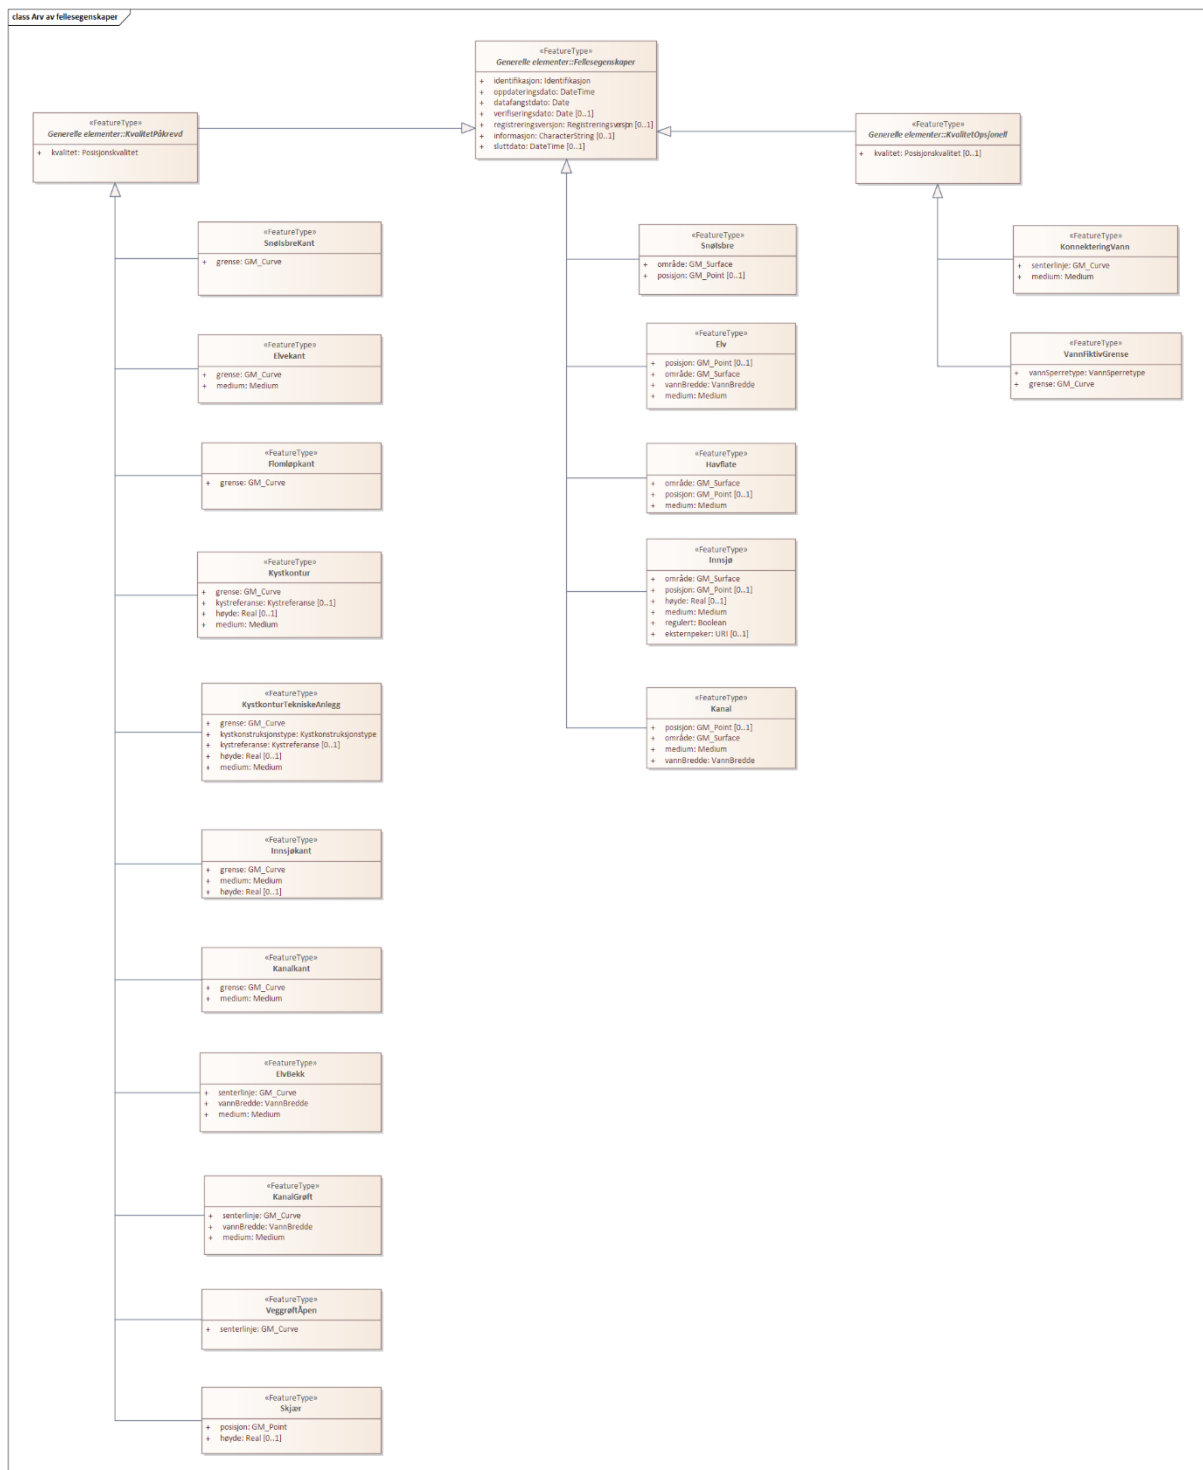 class Arv av fellesegenskaper
«FeatureType»
Generelle elementer::Fellesegenskaper
+ identifikasjon: Identifikasjon
+ oppdateringsdato: DateTime
+ datafangstdato: Date
+ verifiseringsdato: Date [0..1]
+ registreringsversjon: Registreringsversjon [0..1]
+ informasjon: CharacterString [0..1]
+ sluttdato: DateTime [0..1]
«FeatureType»
Generelle elementer::KvalitetPåkrevd
+ kvalitet: Posisjonskvalitet
«FeatureType»
Generelle elementer::KvalitetOpsjonell
+ kvalitet: Posisjonskvalitet [0..1]
«FeatureType»
SnøIsbreKant
+ grense: GM_Curve
«FeatureType»
Elvekant
+ grense: GM_Curve
+ medium: Medium
«FeatureType»
Flomløpkant
+ grense: GM_Curve
«FeatureType»
Kystkontur
+ grense: GM_Curve
+ kystreferanse: Kystreferanse [0..1]
+ høyde: Real [0..1]
+ medium: Medium
«FeatureType»
KystkonturTekniskeAnlegg
+ grense: GM_Curve
+ kystkonstruksjonstype: Kystkonstruksjonstype
+ kystreferanse: Kystreferanse [0..1]
+ høyde: Real [0..1]
+ medium: Medium
«FeatureType»
Innsjøkant
+ grense: GM_Curve
+ medium: Medium
+ høyde: Real [0..1]
«FeatureType»
Kanalkant
+ grense: GM_Curve
+ medium: Medium
«FeatureType»
ElvBekk
+ senterlinje: GM_Curve
+ vannBredde: VannBredde
+ medium: Medium
«FeatureType»
KanalGrøft
+ senterlinje: GM_Curve
+ vannBredde: VannBredde
+ medium: Medium
«FeatureType»
VeggrøftÅpen
+ senterlinje: GM_Curve
«FeatureType»
Skjær
+ posisjon: GM_Point
+ høyde: Real [0..1]
«FeatureType»
SnøIsbre
+ område: GM_Surface
+ posisjon: GM_Point [0..1]
«FeatureType»
Elv
+ posisjon: GM_Point [0..1]
+ område: GM_Surface
+ vannBredde: VannBredde
+ medium: Medium
«FeatureType»
Havflate
+ område: GM_Surface
+ posisjon: GM_Point [0..1]
+ medium: Medium
«FeatureType»
Innsjø
+ område: GM_Surface
+ posisjon: GM_Point [0..1]
+ høyde: Real [0..1]
+ medium: Medium
+ regulert: Boolean
+ eksternpeker: URI [0..1]
«FeatureType»
Kanal
+ posisjon: GM_Point [0..1]
+ område: GM_Surface
+ medium: Medium
+ vannBredde: VannBredde
«FeatureType»
KonnekteringVann
+ senterlinje: GM_Curve
+ medium: Medium
«FeatureType»
VannFiktivGrense
+ vannSperretype: VannSperretype
+ grense: GM_Curve